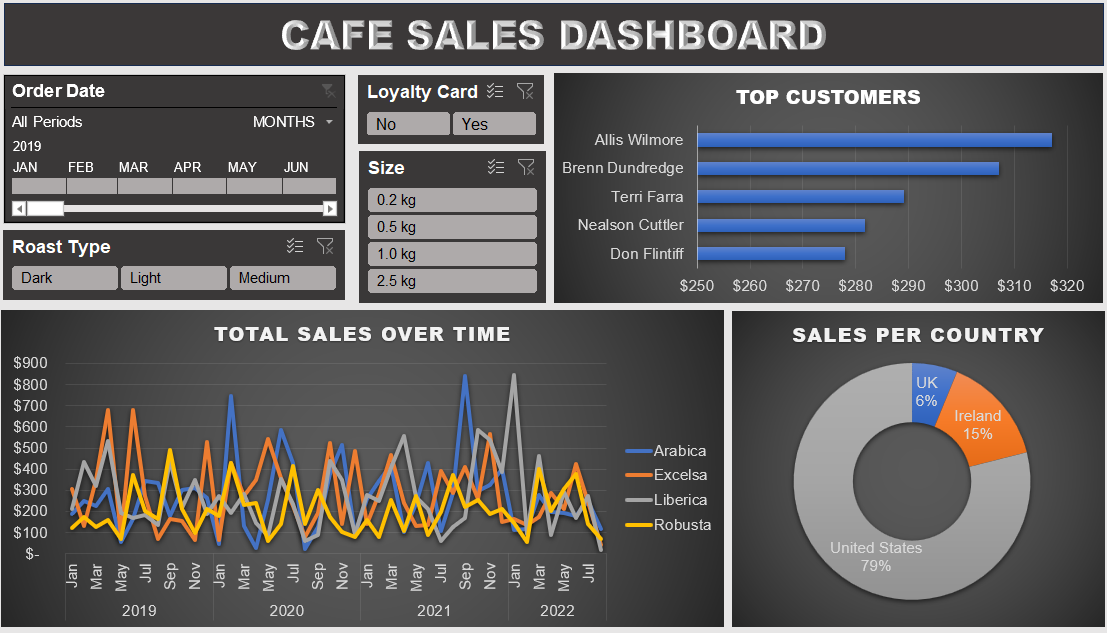 CAFE SALES DASHBOARD
Order Date
All Periods MONTHS
2019
JAN FEB MAR APR MAY JUN
Roast Type
Dark Light Medium
Loyalty Card
No Yes
Size
0.2 kg
0.5 kg
1.0 kg
2.5 kg
TOP CUSTOMERS
Allis Wilmore
Brenn Dundredge
Terri Farra
Nealson Cuttler
Don Flintiff
$250 $260 $270 $280 $290 $300 $310 $320
TOTAL SALES OVER TIME
$900
$800
$700
$600
$500
$400
$300
$200
$100
$-
Jan Mar May Jul Sep Nov Jan Mar May Jul Sep Nov Jan Mar May Jul Sep Nov Jan Mar May Jul
2019 2020 2021 2022
Arabica
Excelsa
Liberica
Robusta
SALES PER COUNTRY
UK
6%
Ireland
15%
United States
79%